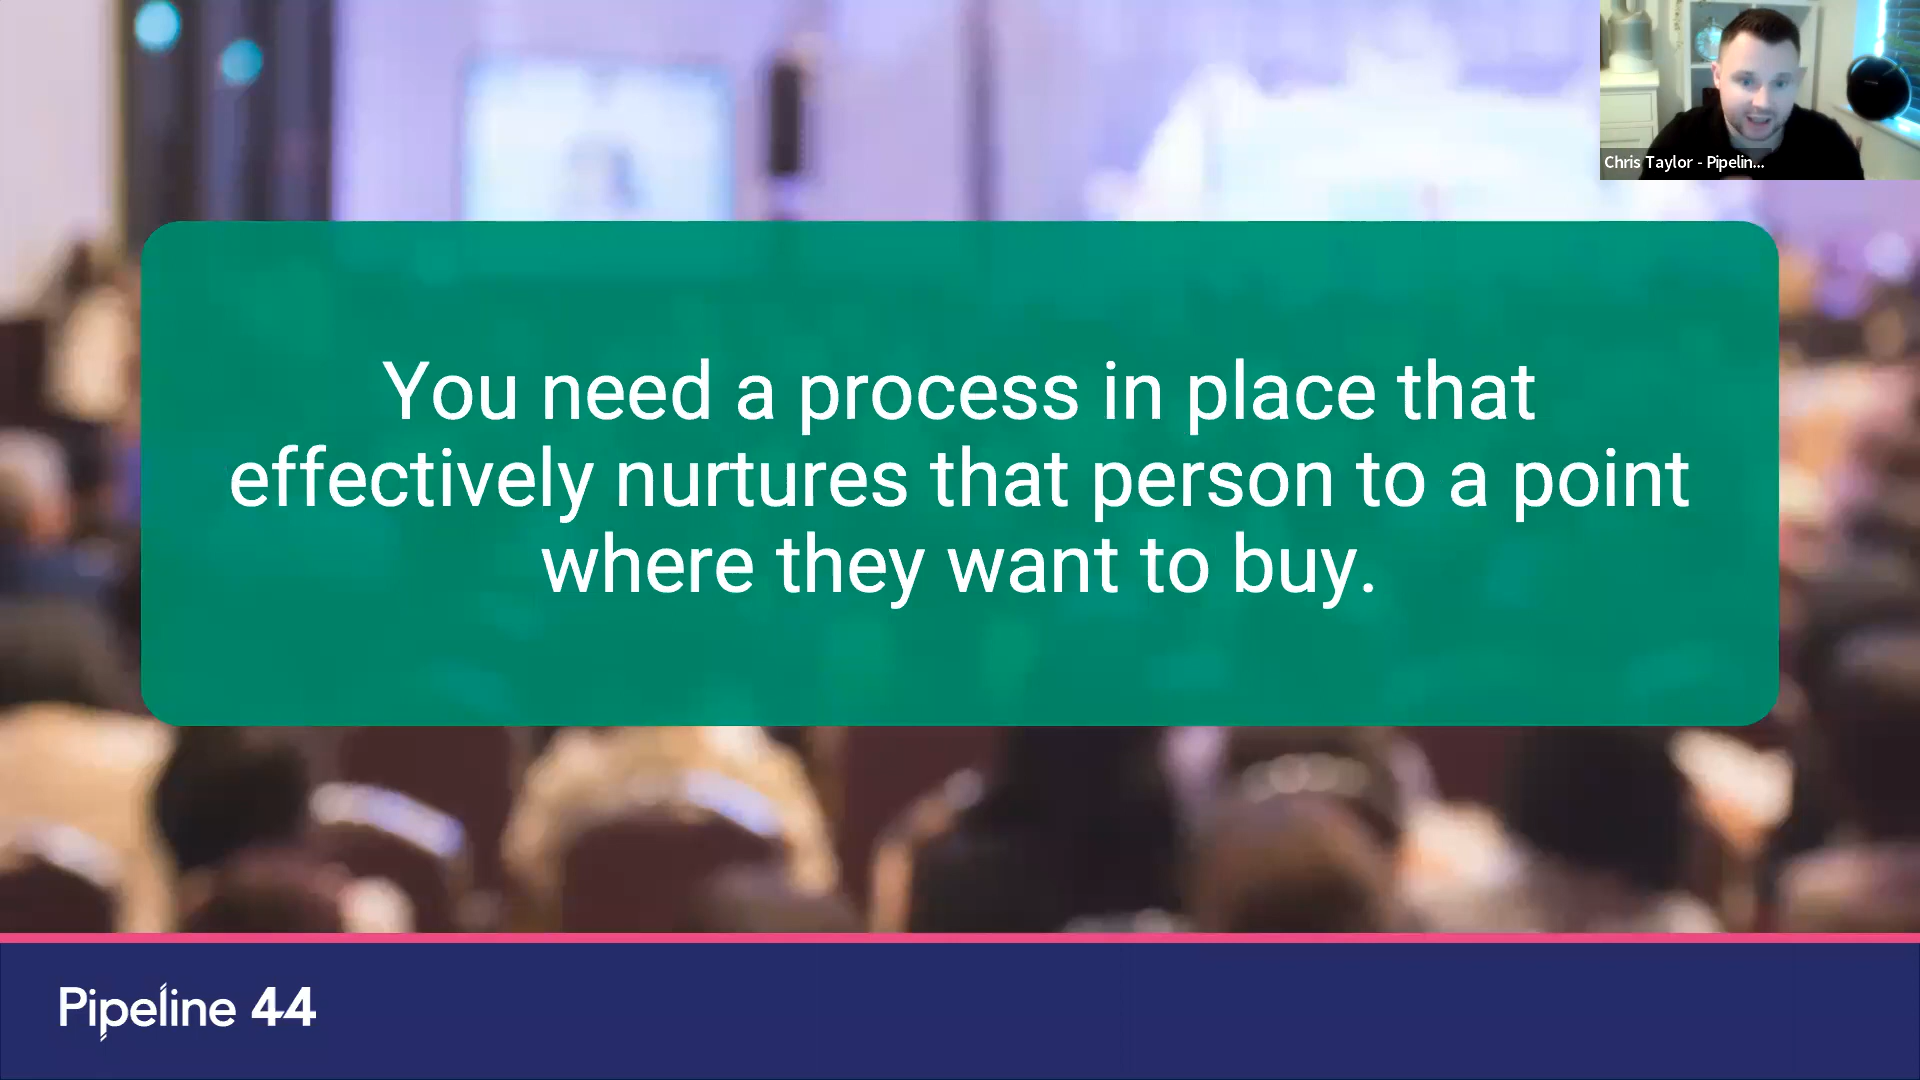 Chris Taylor - Pipelin...
You need a process in place that
effectively nurtures that person to a point
where they want to buy.
Pipeline 44